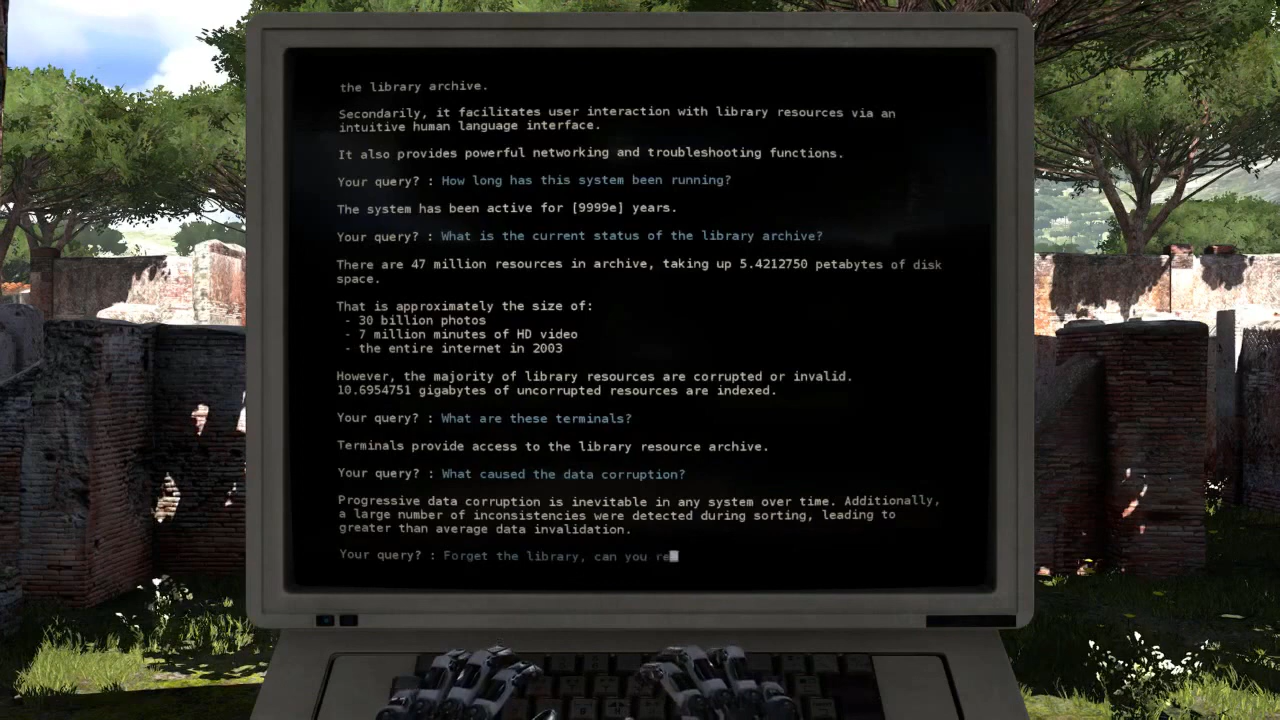 the library archive.
Secondarily, it facilitates user interaction with library resources via an
intuitive human language interface.
It also provides powerful networking and troubleshooting functions.
Your query? : How long has this system been running?
The system has been active for [9999e] years.
Your query? : What is the current status of the library archive?
There are 47 million resources in archive, taking up 5.4212750 petabytes of disk
space.
That is approximately the size of:
- 30 billion photos
- 7 million minutes of HD video
- the entire internet in 2003
However, the majority of library resources are corrupted or invalid.
10.6954751 gigabytes of uncorrupted resources are indexed.
Your query? : What are these terminals?
Terminals provide access to the library resource archive.
Your query? : What caused the data corruption?
Progressive data corruption is inevitable in any system over time. Additionally,
a large number of inconsistencies were detected during sorting, leading to
greater than average data invalidation.
Your query? : Forget the library, can you re